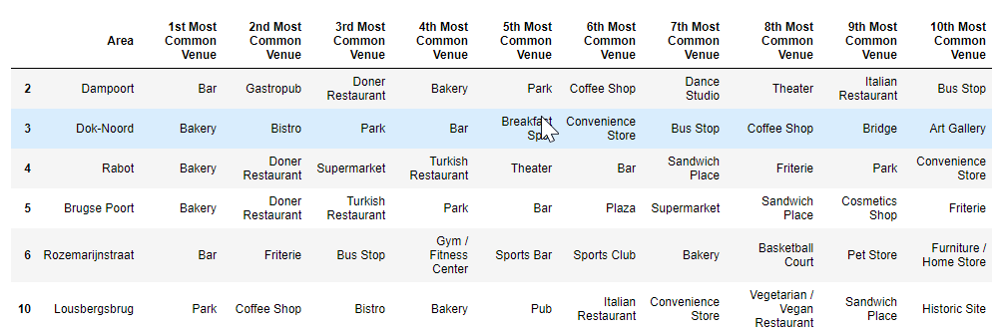 Area 1st Most Common Venue 2nd Most Common Venue 3rd Most Common Venue 4th Most Common Venue 5th Most Common Venue 6th Most Common Venue 7th Most Common Venue 8th Most Common Venue 9th Most Common Venue 10th Most Common Venue
2 Dampoort Bar Gastropub Doner Restaurant Bakery Park Coffee Shop Dance Studio Theater Italian Restaurant Bus Stop
3 Dok-Noord Bakery Bistro Park Bar Breakfast Spot Convenience Store Bus Stop Coffee Shop Bridge Art Gallery
4 Rabot Bakery Doner Restaurant Supermarket Turkish Restaurant Theater Bar Sandwich Place Friterie Park Convenience Store
5 Brugse Poort Bakery Doner Restaurant Turkish Restaurant Park Bar Plaza Supermarket Sandwich Place Cosmetics Shop Friterie
6 Rozemarijnstraat Bar Friterie Bus Stop Gym / Fitness Center Sports Bar Sports Club Bakery Basketball Court Pet Store Furniture / Home Store
10 Lousbergsbrug Park Coffee Shop Bistro Bakery Pub Italian Restaurant Convenience Store Vegetarian / Vegan Restaurant Sandwich Place Historic Site